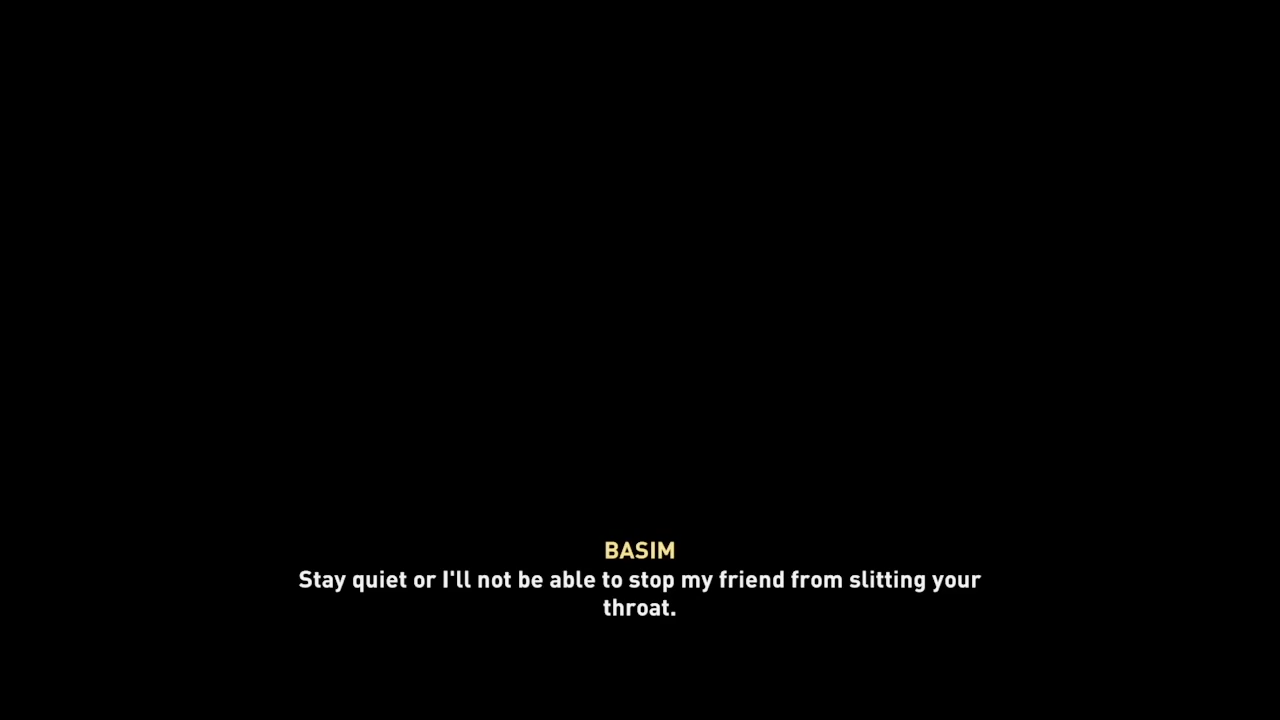 BASIM
Stay quiet or I'll not be able to stop my friend from slitting your
throat.